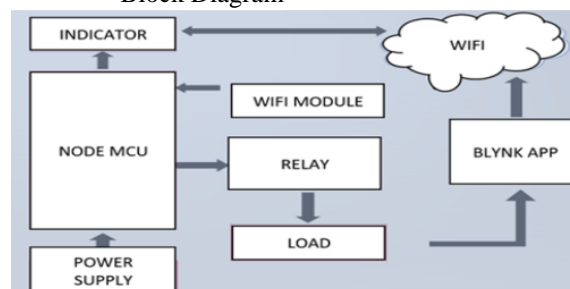 Block Diagram
INDICATOR
WIFI
WIFI MODULE
NODE MCU
RELAY
BLYNK APP
LOAD
POWER
SUPPLY